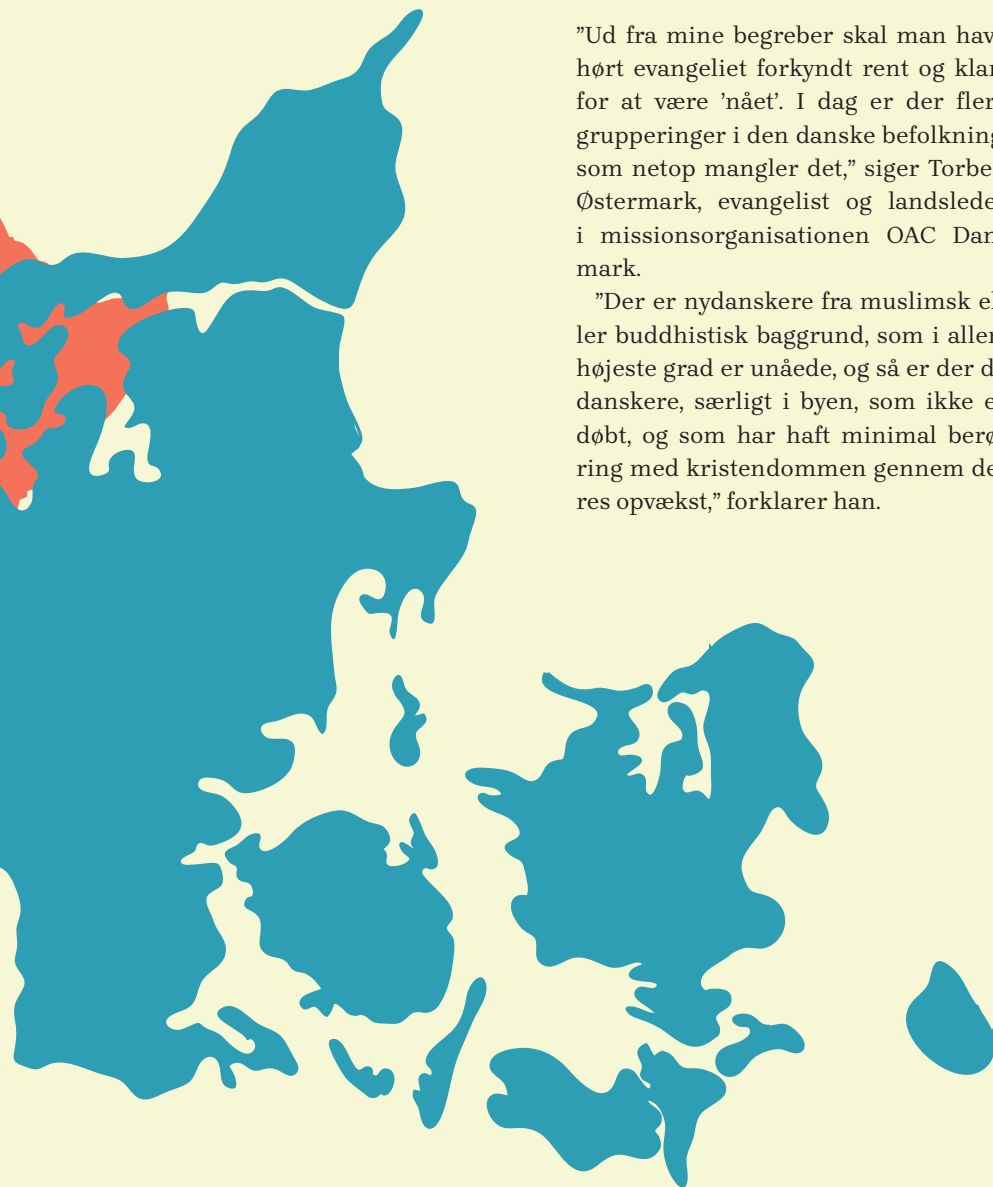 ”Ud fra mine begreber skal man hav
hørt evangeliet forkyndt rent og klar
for at være ’nået’. I dag er der fler
grupperinger i den danske befolkning
som netop mangler det,” siger Torbe
Østermark, evangelist og landslede
i missionsorganisationen OAC Dan
mark.
”Der er nydanskere fra muslimsk el
ler buddhistisk baggrund, som i aller
højeste grad er unåede, og så er der d
danskere, særligt i byen, som ikke e
døbt, og som har haft minimal berø
ring med kristendommen gennem de
res opvækst,” forklarer han.